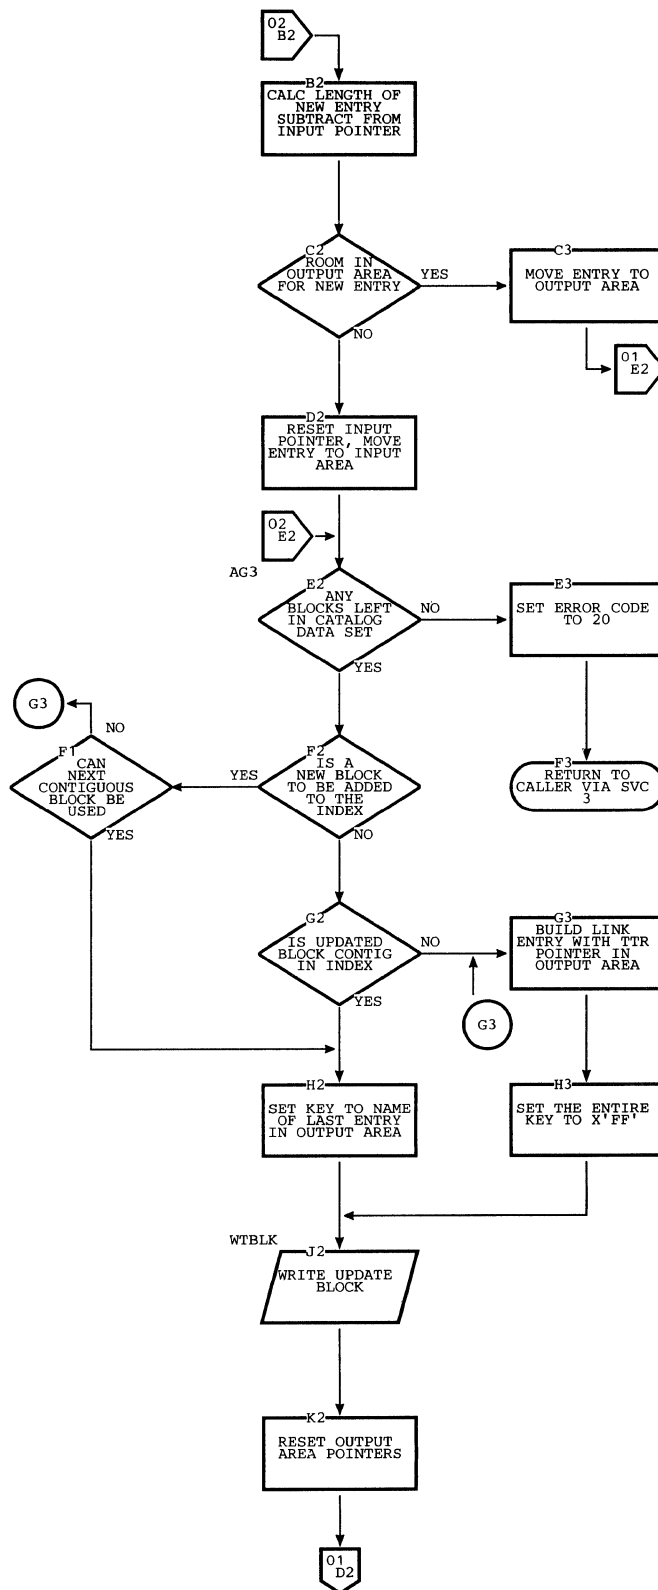 02
B2
B2
CALC LENGTH OF
NEW ENTRY
SUBTRACT FROM
INPUT POINTER
C2
ROOM IN
OUTPUT AREA
FOR NEW ENTRY
YES
NO
C3
MOVE ENTRY TO
OUTPUT AREA
01
E2
D2
RESET INPUT
POINTER, MOVE
ENTRY TO INPUT
AREA
02
E2
AG3
E2
ANY
BLOCKS LEFT
IN CATALOG
DATA SET
NO
YES
E3
SET ERROR CODE
TO 20
G3
NO
F1
CAN
NEXT
CONTIGUOUS
BLOCK BE
USED
YES
YES
F2
IS A
NEW BLOCK
TO BE ADDED
TO THE
INDEX
NO
F3
RETURN TO
CALLER VIA SVC
3
G2
IS UPDATED
BLOCK CONTIG
IN INDEX
NO
YES
G3
G3
BUILD LINK
ENTRY WITH TTR
POINTER IN
OUTPUT AREA
H2
SET KEY TO NAME
OF LAST ENTRY
IN OUTPUT AREA
H3
SET THE ENTIRE
KEY TO X'FF'
WTBLK
J2
WRITE UPDATE
BLOCK
K2
RESET OUTPUT
AREA POINTERS
01
D2